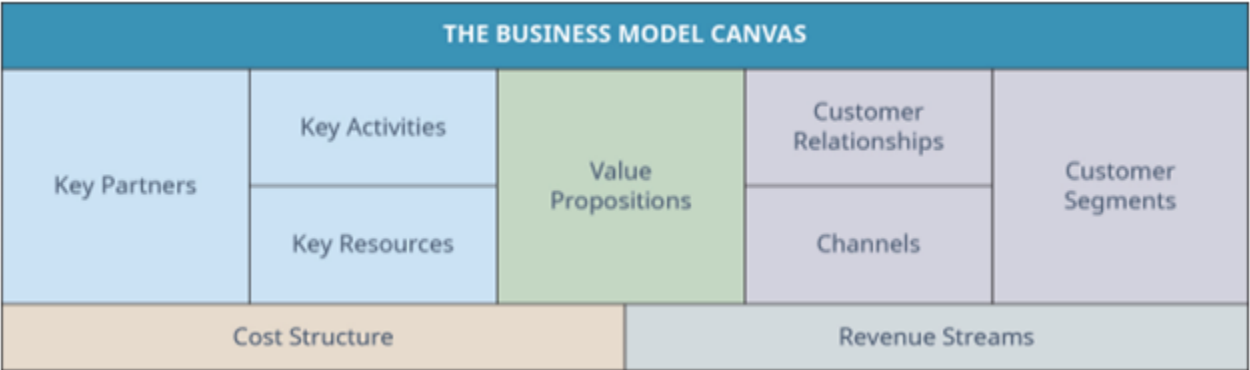 THE BUSINESS MODEL CANVAS
Key Partners
Key Activities
Key Resources
Value
Propositions
Customer
Relationships
Channels
Customer
Segments
Cost Structure
Revenue Streams